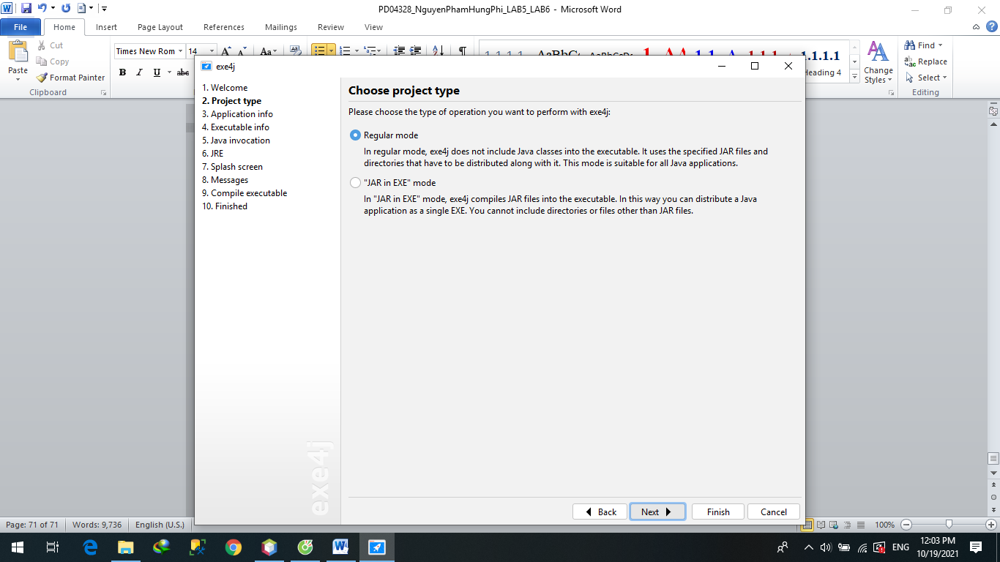 PD04328_NguyenPhamHungPhi_LAB5_LAB6 - Microsoft Word
File Home Insert Page Layout References Mailings Review View
Paste
Cut
Copy
Format Painter
Clipboard
Times New Rom 14
B I U abc
1.1.1.1
Heading 4
Change
Styles
Find
Replace
Select
Editing
exe4j
1. Welcome
2. Project type
3. Application info
4. Executable info
5. Java invocation
6. JRE
7. Splash screen
8. Messages
9. Compile executable
10. Finished
exe4j
Choose project type
Please choose the type of operation you want to perform with exe4j:
Regular mode
In regular mode, exe4j does not include Java classes into the executable. It uses the specified JAR files and
directories that have to be distributed along with it. This mode is suitable for all Java applications.
"JAR in EXE" mode
In "JAR in EXE" mode, exe4j compiles JAR files into the executable. In this way you can distribute a Java
application as a single EXE. You cannot include directories or files other than JAR files.
Back Next Finish Cancel
Page: 71 of 71 Words: 9,736 English (U.S.) 100%
ENG
12:03 PM
10/19/2021